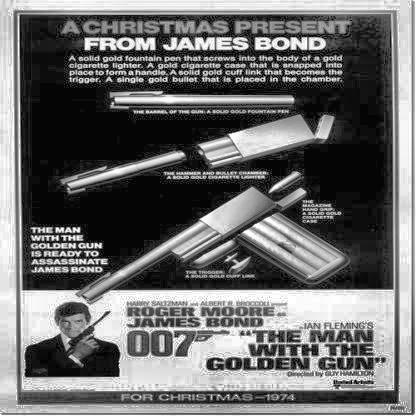 A CHRISTMAS PRESENT
FROM JAMES BOND
A solid gold fountain pen that screws into the body of a gold
cigarette lighter. A gold cigarette case that is snapped into
place to form a handle. A solid gold cuff link that becomes the
trigger. A single gold bullet that is placed in the chamber.
THE BARREL OF THE GUN: A SOLID GOLD FOUNTAIN PEN
THE HAMMER AND BULLET CHAMBER:
A SOLID GOLD CIGARETTE LIGHTER
THE
MAGAZINE
HAND GRIP:
A SOLID GOLD
CIGARETTE
CASE
THE MAN
WITH THE
GOLDEN GUN
IS READY TO
ASSASSINATE
JAMES BOND
THE TRIGGER:
A SOLID GOLD CUFF LINK
HARRY SALTZMAN and ALBERT R. BROCCOLI present
ROGER MOORE as
JAMES BOND
007
IAN FLEMING'S
"THE MAN
WITH THE
GOLDEN GUN"
Directed by GUY HAMILTON
United Artists
FOR CHRISTMAS-1974